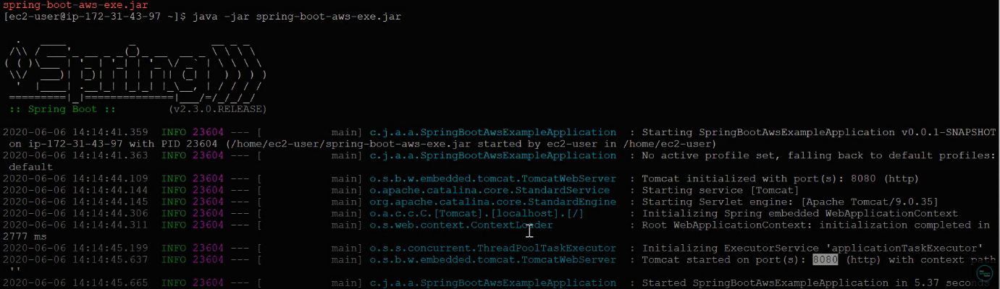 spring-boot-aws-exe.jar
[ec2-user@ip-172-31-43-97 ~]$ java -jar spring-boot-aws-exe.jar
Spring
:: Spring Boot :: (v2.3.0.RELEASE)
2020-06-06 14:14:41.359 INFO 23604 --- [ main] c.j.a.a.SpringBootAwsExampleApplication : Starting SpringBootAwsExampleApplication v0.0.1-SNAPSHOT
on ip-172-31-43-97 with PID 23604 (/home/ec2-user/spring-boot-aws-exe.jar started by ec2-user in /home/ec2-user)
2020-06-06 14:14:41.363 INFO 23604 --- [ main] c.j.a.a.SpringBootAwsExampleApplication : No active profile set, falling back to default profiles:
default
2020-06-06 14:14:44.109 INFO 23604 --- [ main] o.s.b.w.embedded.tomcat.TomcatWebServer : Tomcat initialized with port(s): 8080 (http)
2020-06-06 14:14:44.144 INFO 23604 --- [ main] o.apache.catalina.core.StandardService : Starting service [Tomcat]
2020-06-06 14:14:44.145 INFO 23604 --- [ main] org.apache.catalina.core.StandardEngine : Starting Servlet engine: [Apache Tomcat/9.0.35]
2020-06-06 14:14:44.306 INFO 23604 --- [ main] o.a.c.c.C.[Tomcat].[localhost].[/] : Initializing Spring embedded WebApplicationContext
2020-06-06 14:14:44.311 INFO 23604 --- [ main] o.s.web.context.ContextLoader : Root WebApplicationContext: initialization completed in
2777 ms
2020-06-06 14:14:45.199 INFO 23604 --- [ main] o.s.s.concurrent.ThreadPoolTaskExecutor : Initializing ExecutorService 'applicationTaskExecutor'
2020-06-06 14:14:45.637 INFO 23604 --- [ main] o.s.b.w.embedded.tomcat.TomcatWebServer : Tomcat started on port(s): 8080 (http) with context path
''
2020-06-06 14:14:45.665 INFO 23604 --- [ main] c.j.a.a.SpringBootAwsExampleApplication : Started SpringBootAwsExampleApplication in 5.37 seconds